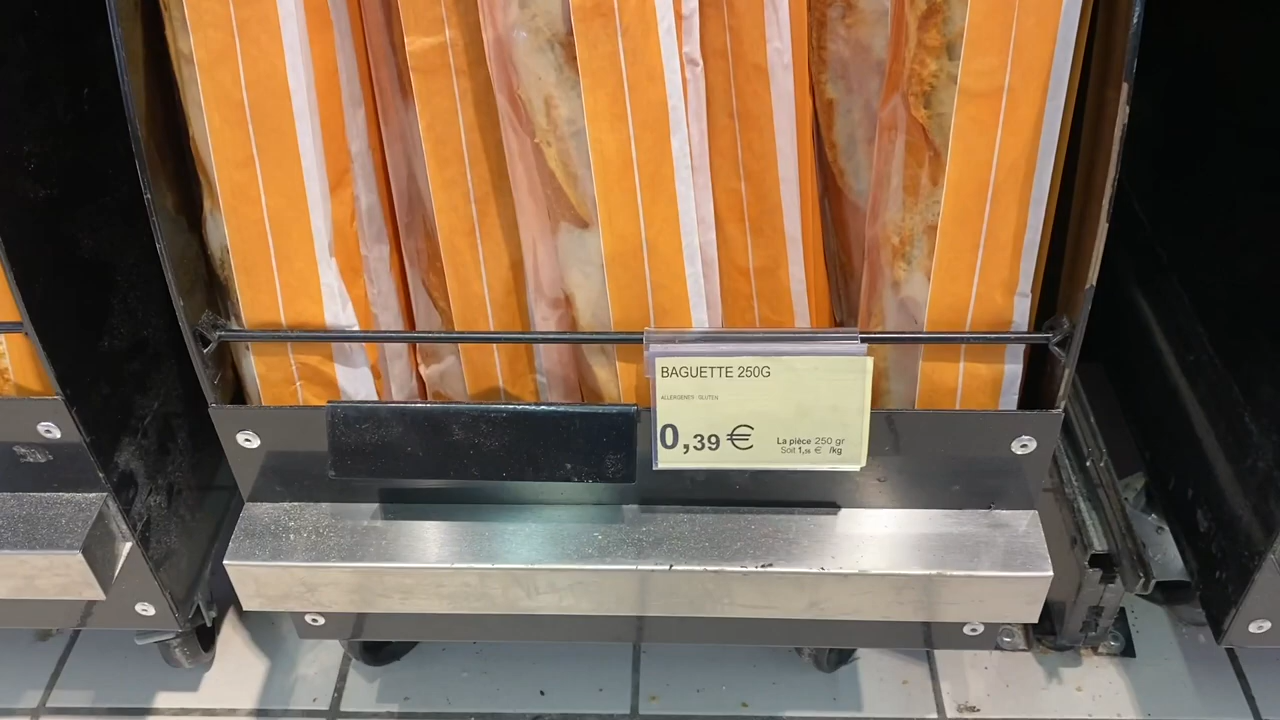 BAGUETTE 250G
ALLERGENES : GLUTEN
0,39 €
La pièce 250 gr
Soit 1,56 € /kg